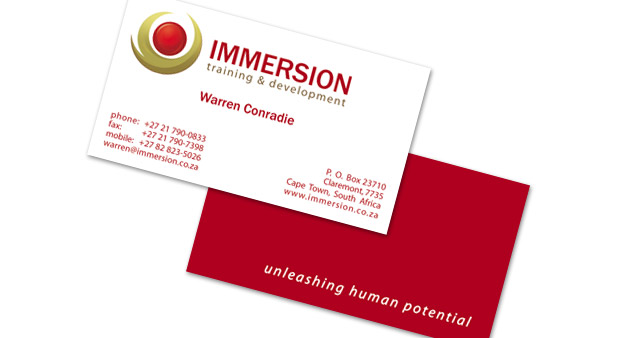 IMMERSION
training & development
Warren Conradie
phone: +27 21 790-0833
fax: +27 21 790-7398
mobile: +27 82 823-5026
warren@immersion.co.za
P. O. Box 23710
Claremont,7735
Cape Town, South Africa
www.immersion.co.za
unleashing human potential